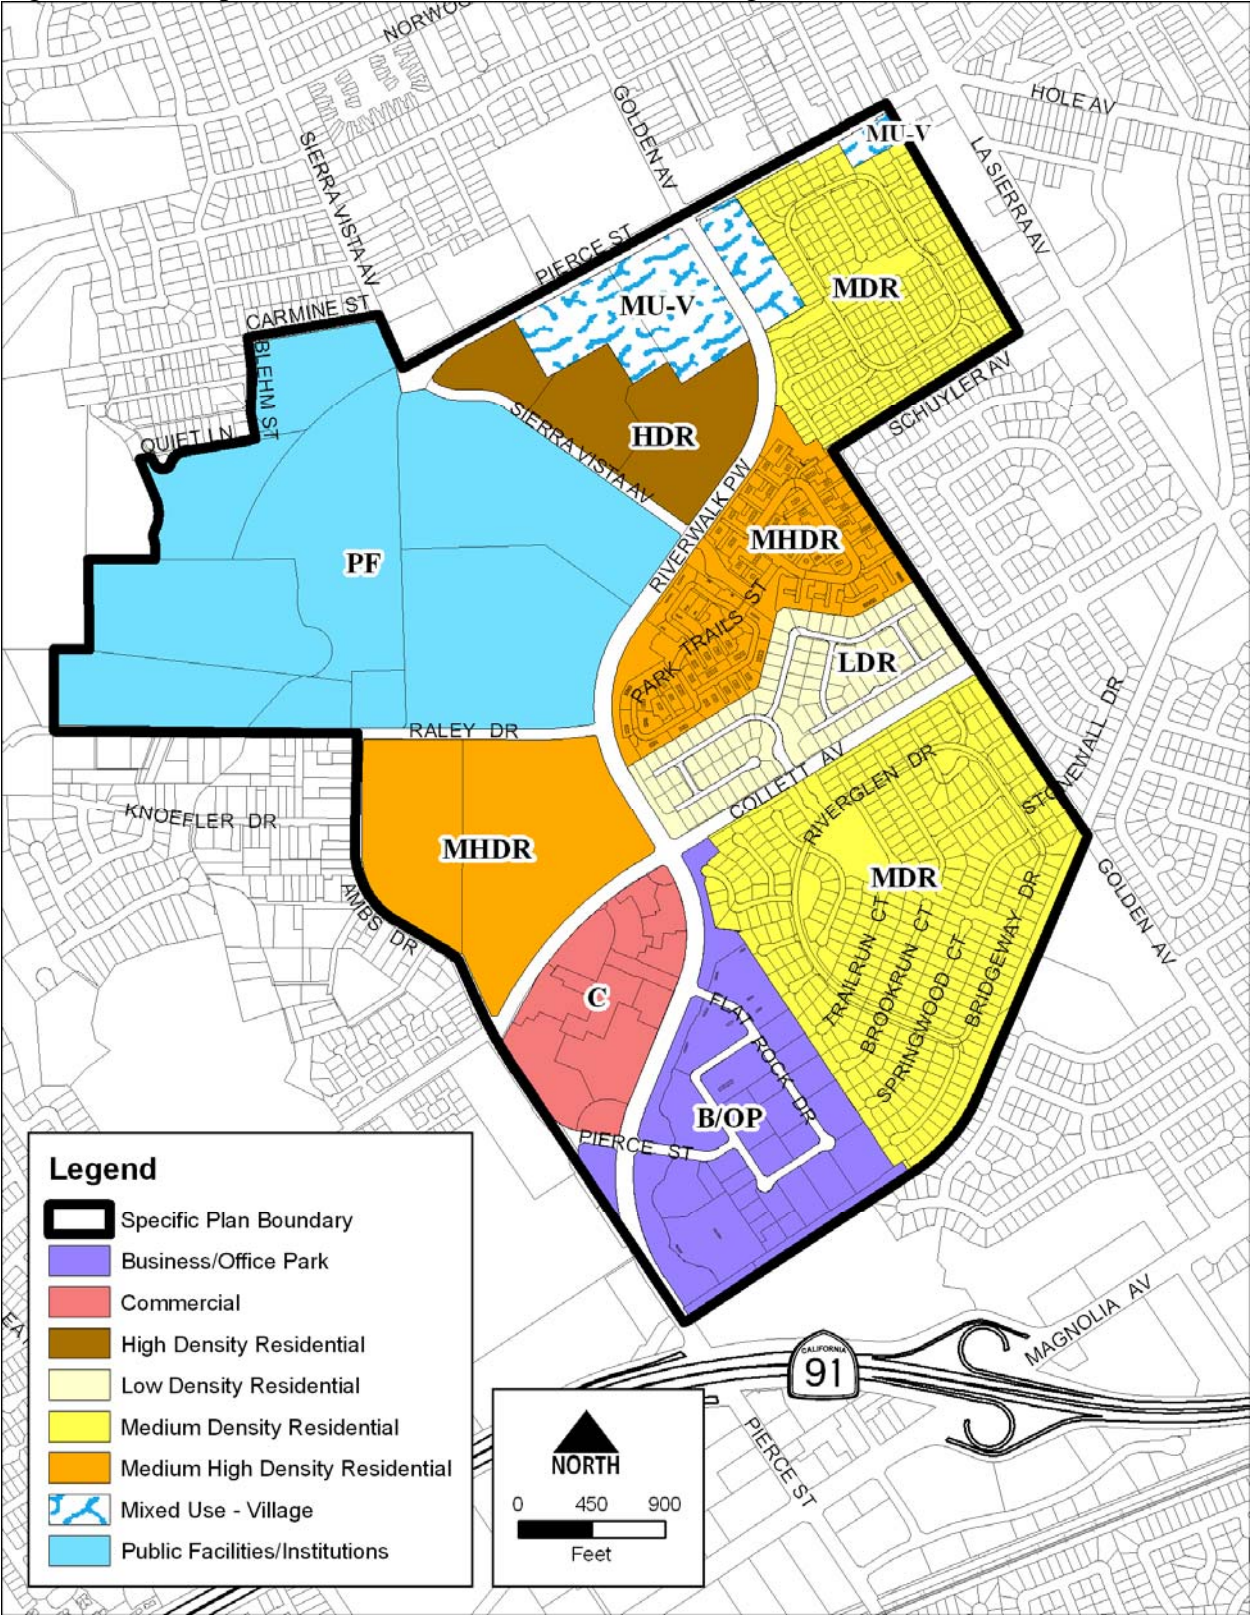 NORWOO
HOLE AV
GOLDEN AV
MU-V
LA SIERRA AV
SIERRA VISTA AV
PIERCE ST
MDR
MU-V
CARMINE ST
BLEHM ST
SCHUYLER AV
QUIET LN
SIERRA VISTA AV
HDR
RIVERWALK PW
MHDR
PF
PARK TRAILS ST
LDR
RALEY DR
COLLETT AV
RIVERGLEN DR
STONEWALL DR
KNOEFLER DR
MHDR
MDR
AMBS DR
TRAILRUN CT
BROOKRUN CT
SPRINGWOOD CT
BRIDGEWAY DR
GOLDEN AV
C
FLAT ROCK DR
B/OP
PIERCE ST
Legend
Specific Plan Boundary
Business/Office Park
Commercial
High Density Residential
Low Density Residential
Medium Density Residential
Medium High Density Residential
Mixed Use - Village
Public Facilities/Institutions
NORTH
0 450 900
Feet
CALIFORNIA
91
MAGNOLIA AV
PIERCE ST